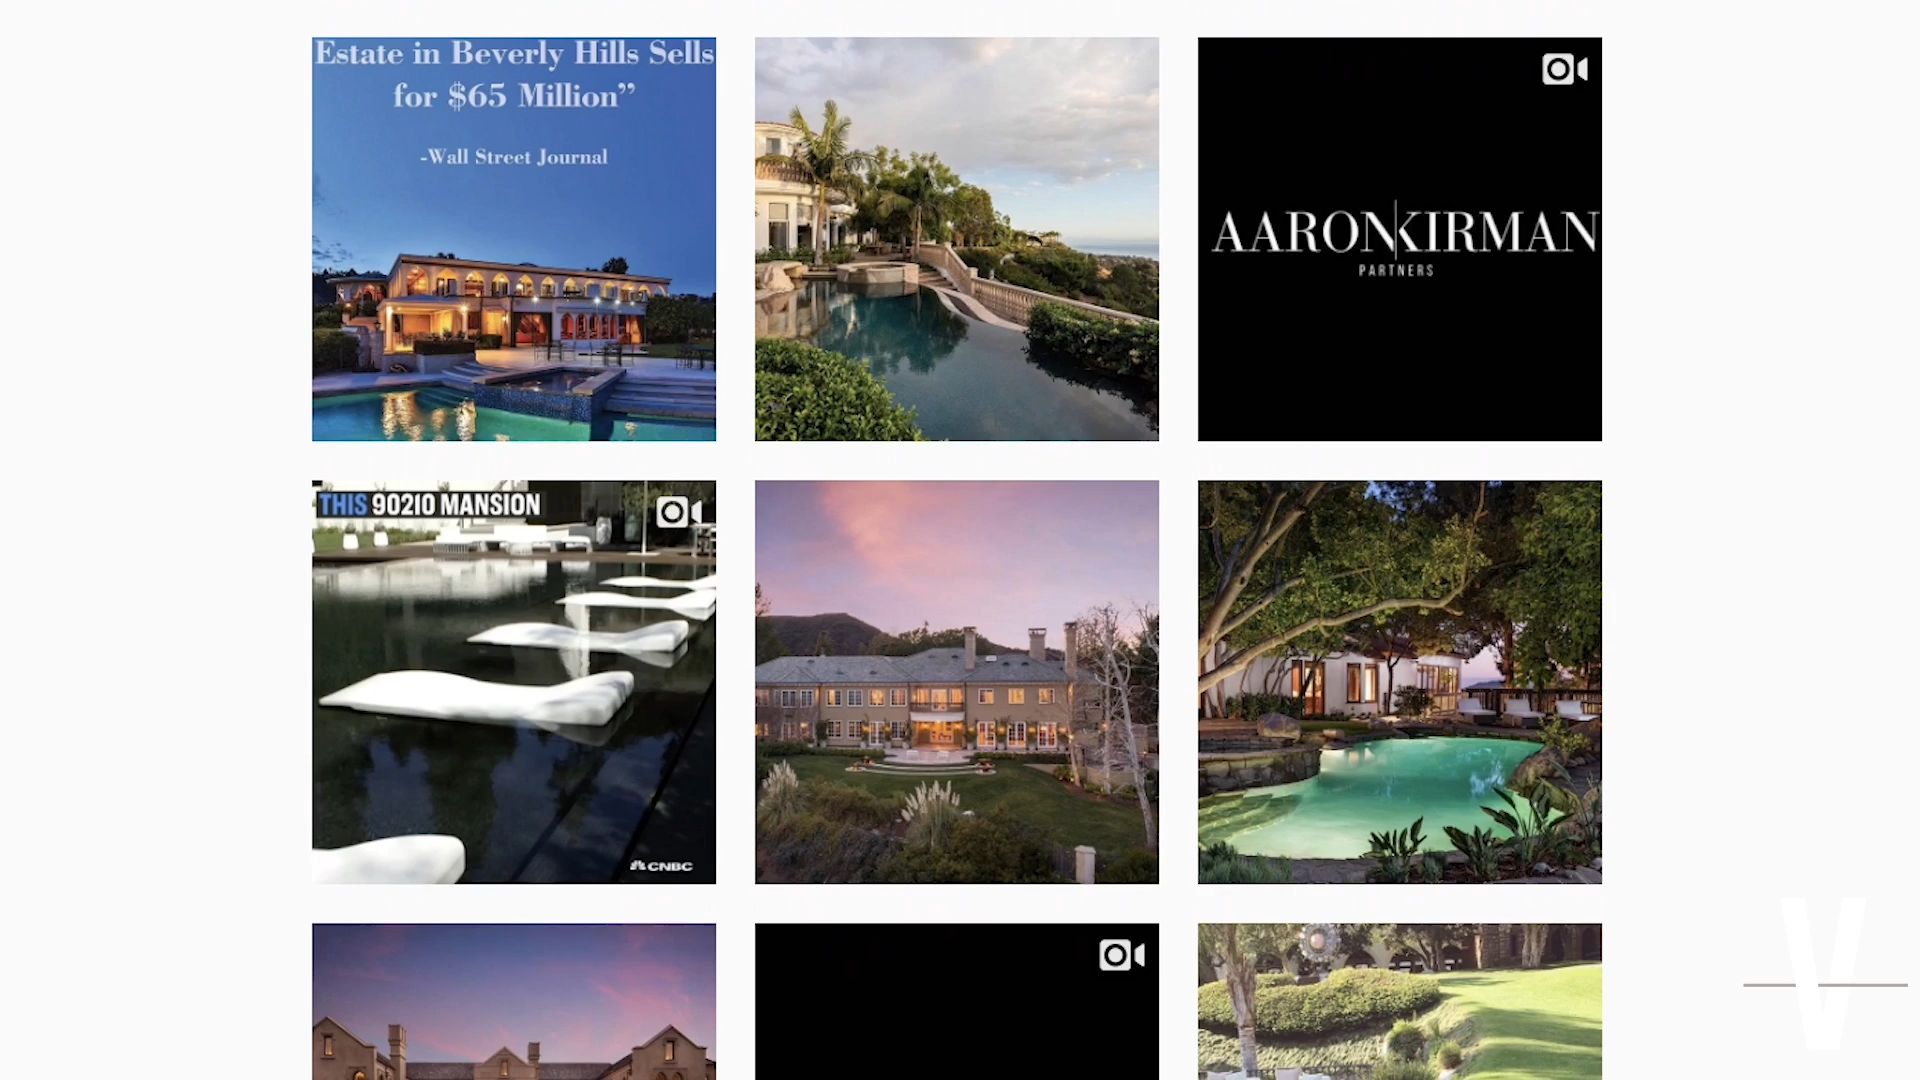 Estate in Beverly Hills Sells
for $65 Million”
-Wall Street Journal
AARONKIRMAN
PARTNERS
THIS 90210 MANSION
CNBC
V